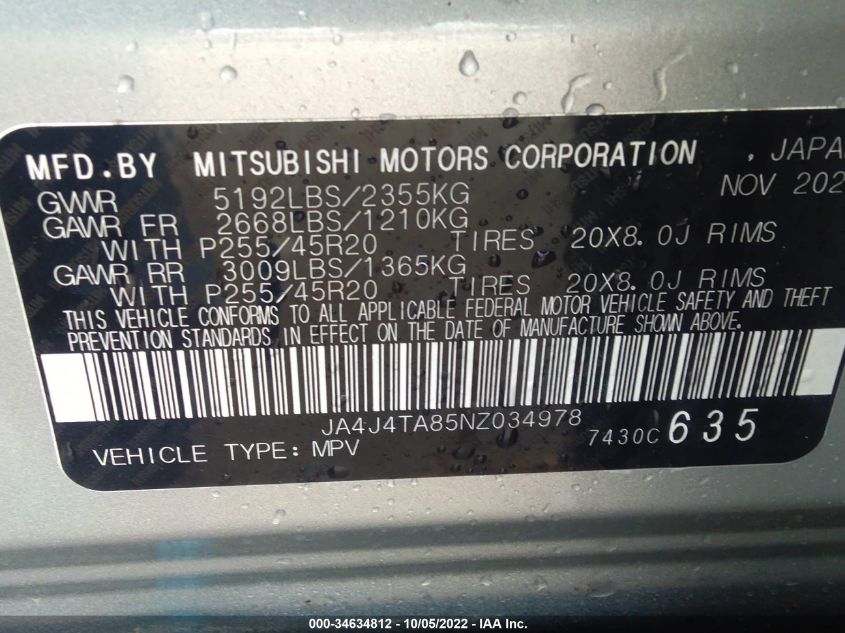 MFD.BY MITSUBISHI MOTORS CORPORATION , JAPA
NOV 202
GVWR 5192LBS/2355KG
GAWR FR 2668LBS/1210KG
WITH P255/45R20 TIRES 20X8.0J RIMS
GAWR RR 3009LBS/1365KG
WITH P255/45R20 TIRES 20X8.0J RIMS
THIS VEHICLE CONFORMS TO ALL APPLICABLE FEDERAL MOTOR VEHICLE SAFETY AND THEFT
PREVENTION STANDARDS IN EFFECT ON THE DATE OF MANUFACTURE SHOWN ABOVE.
JA4J4TA85NZ034978
7430C 635
VEHICLE TYPE: MPV
000-34634812 - 10/05/2022 - IAA Inc.